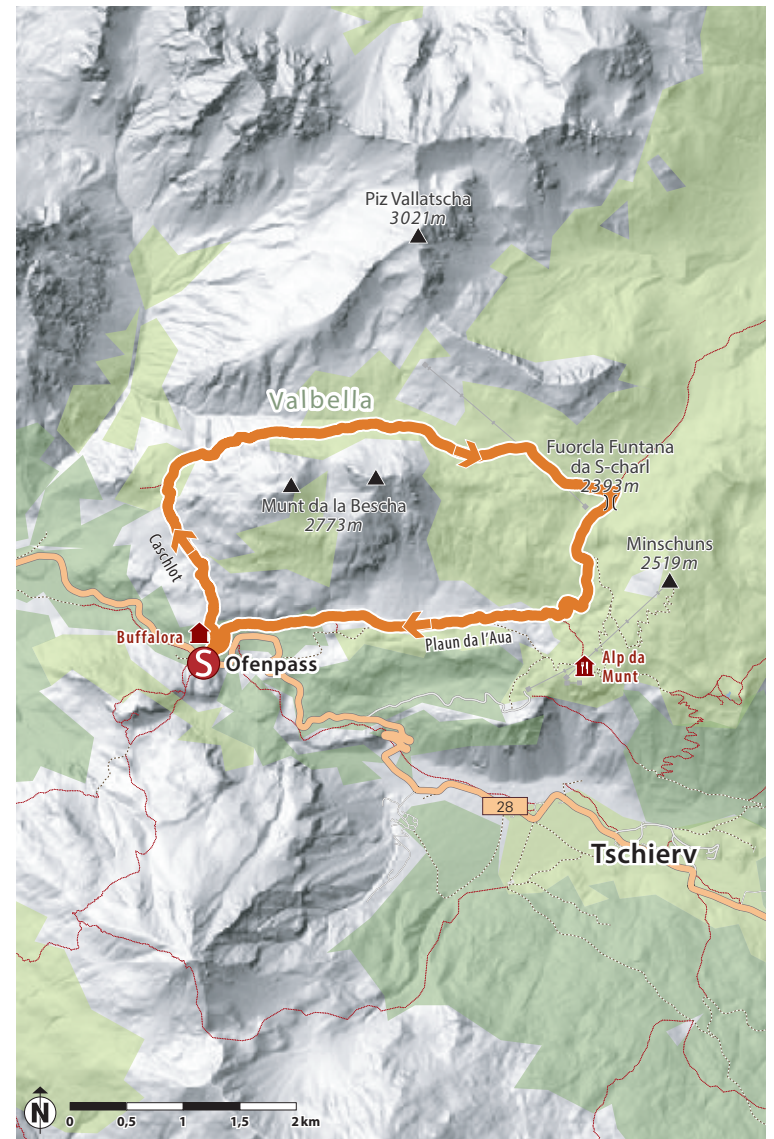 Piz Vallatscha
3021m
Valbella
Fuorcla Funtana
da S-charl
2393m
Munt da la Bescha
2773m
Minschuns
2519m
Caschlot
Buffalora
S Ofenpass
Plaun da l'Aua
Alp da
Munt
28
Tschierv
N
0 0,5 1 1,5 2 km